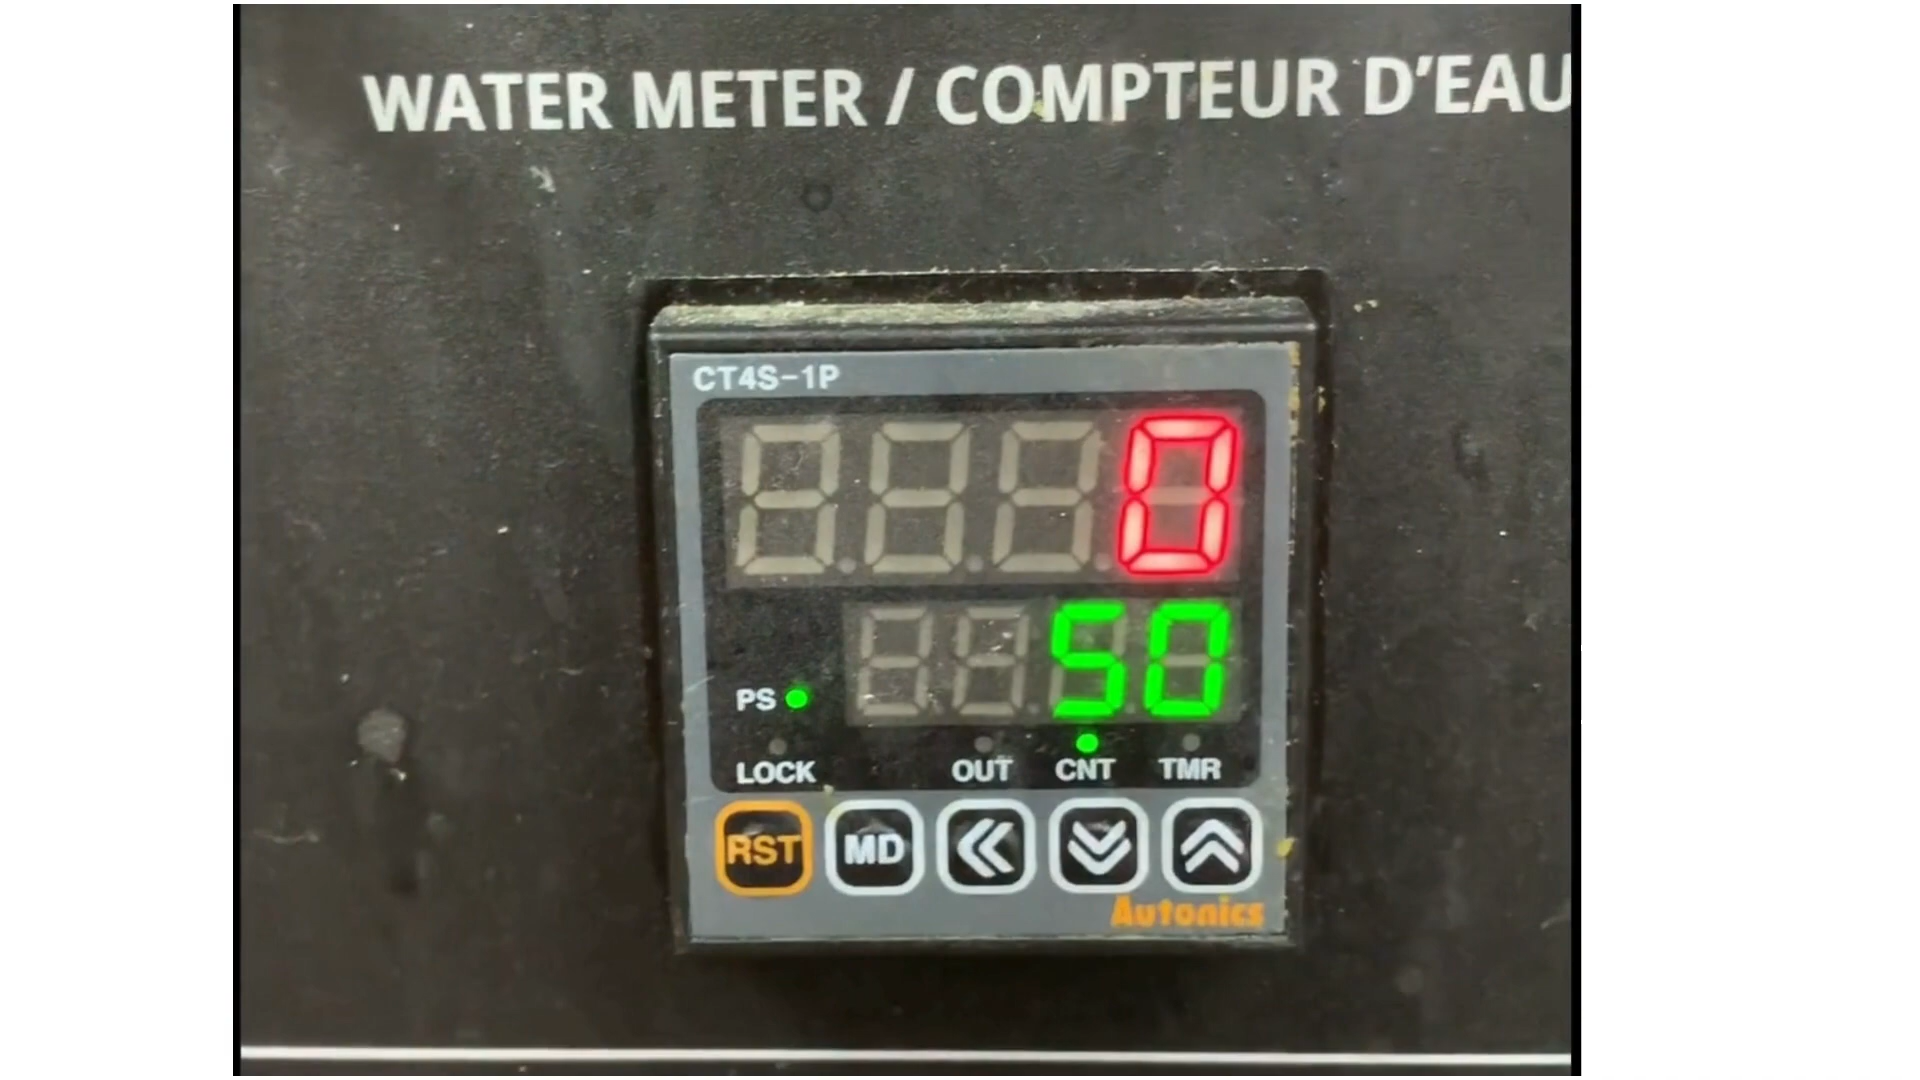 WATER METER / COMPTEUR D'EAU
CT4S-1P
0
50
PS
LOCK OUT CNT TMR
RST MD
Autonics